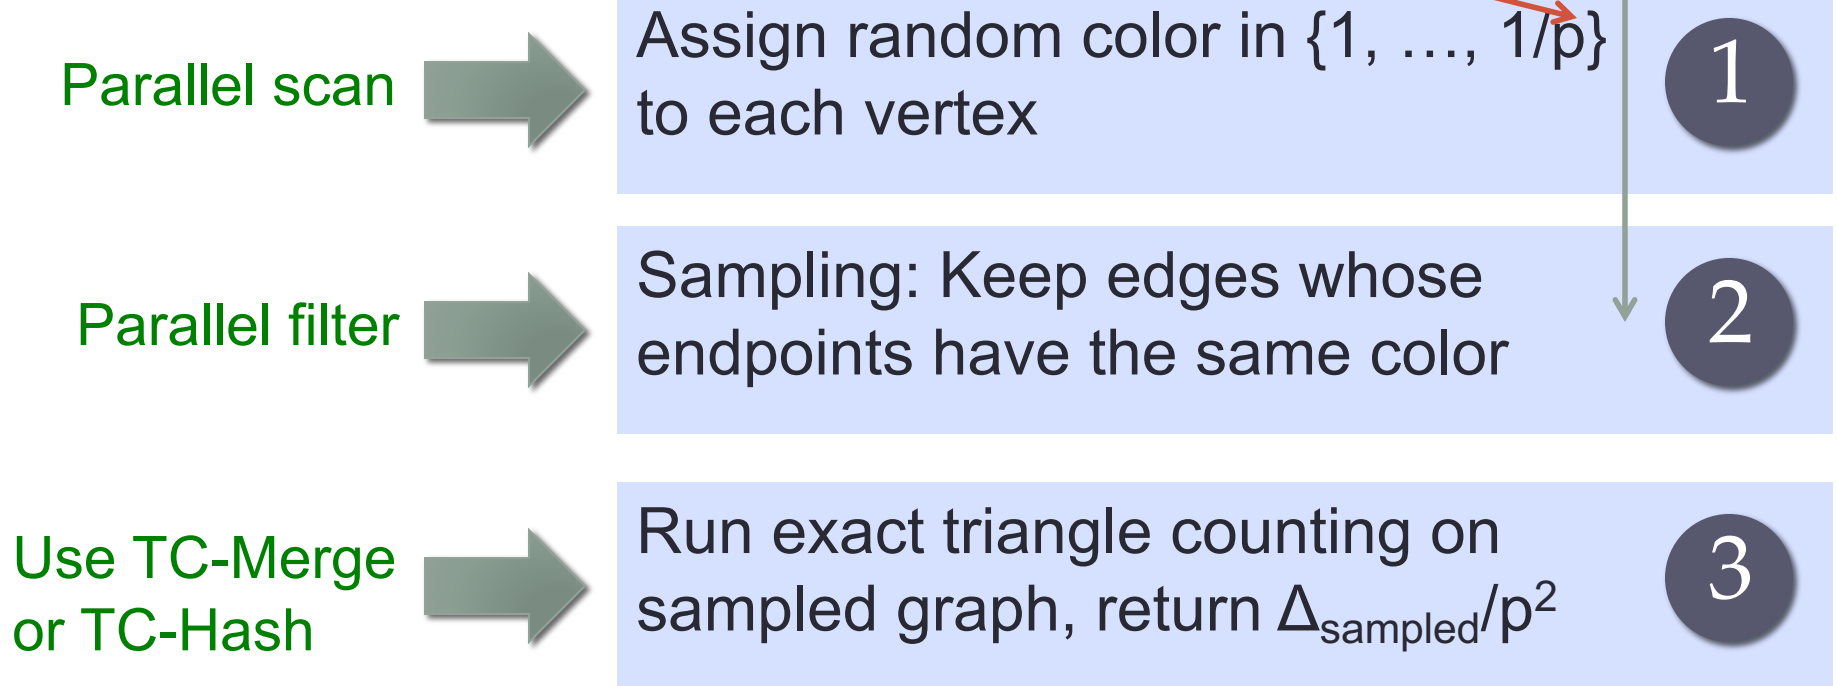 Parallel scan
Assign random color in {1, …, 1/p}
to each vertex
1
Parallel filter
Sampling: Keep edges whose
endpoints have the same color
2
Use TC-Merge
or TC-Hash
Run exact triangle counting on
sampled graph, return Δsampled/p²
3